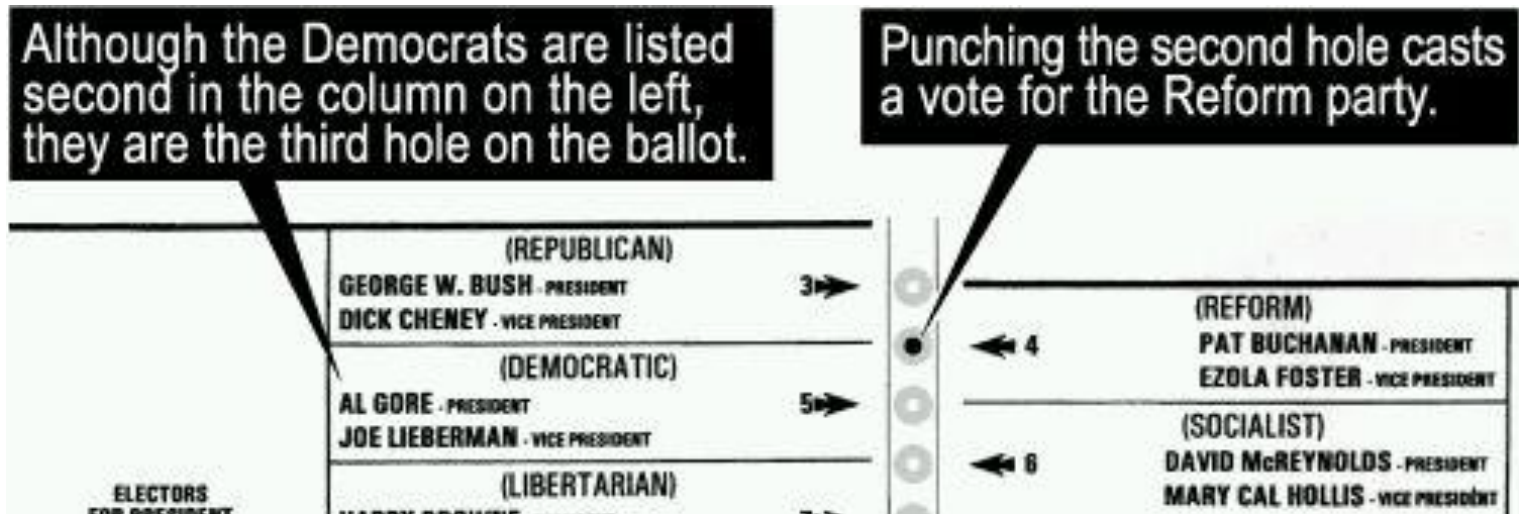 Although the Democrats are listed
second in the column on the left,
they are the third hole on the ballot.
Punching the second hole casts
a vote for the Reform party.
(REPUBLICAN)
GEORGE W. BUSH - PRESIDENT
DICK CHENEY - VICE PRESIDENT
3
(DEMOCRATIC)
AL GORE - PRESIDENT
JOE LIEBERMAN - VICE PRESIDENT
5
(LIBERTARIAN)
ELECTORS
(REFORM)
4
PAT BUCHANAN - PRESIDENT
EZOLA FOSTER - VICE PRESIDENT
(SOCIALIST)
6
DAVID McREYNOLDS - PRESIDENT
MARY CAL HOLLIS - VICE PRESIDENT